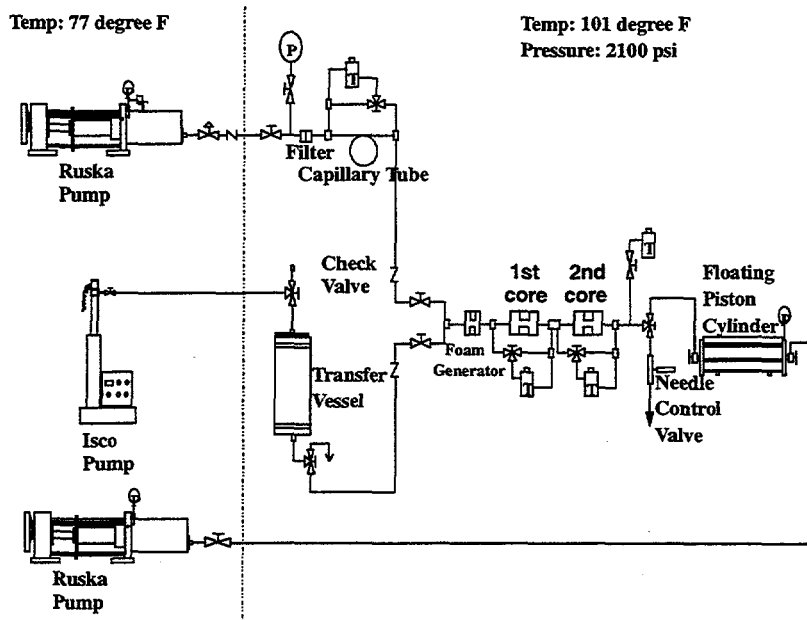 Temp: 77 degree F
Temp: 101 degree F
Pressure: 2100 psi
P
T
Filter
Capillary Tube
Ruska
Pump
Check
Valve
1st
core
2nd
core
T
Floating
Piston
Cylinder
Foam
Generator
T
T
Transfer
Vessel
Needle
Control
Valve
Isco
Pump
Ruska
Pump